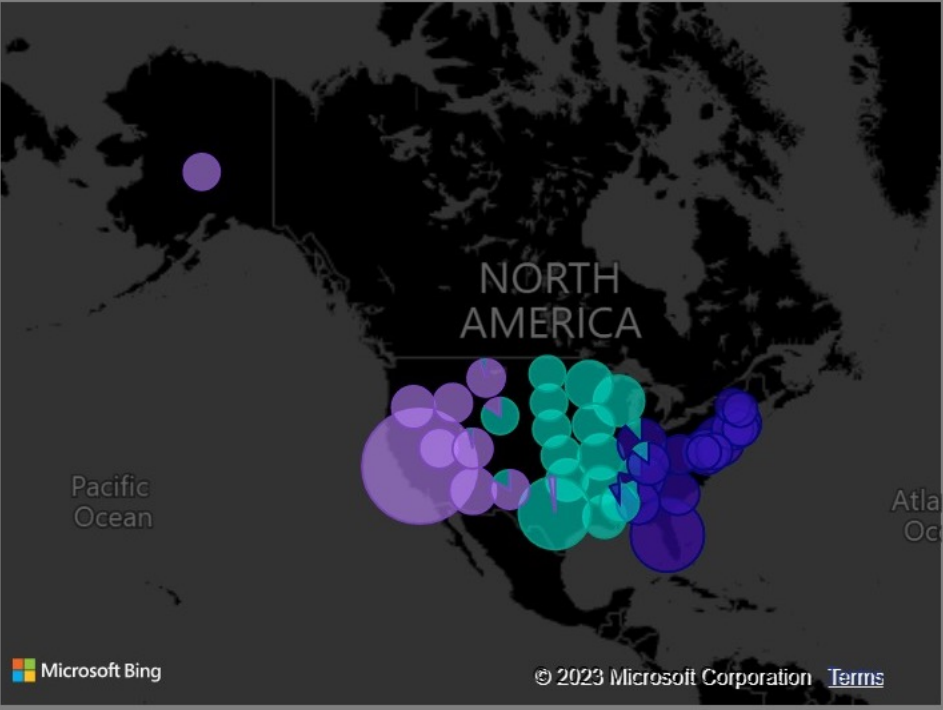 NORTH
AMERICA
Pacific
Ocean
Atla
Oc
Microsoft Bing
© 2023 Microsoft Corporation Terms